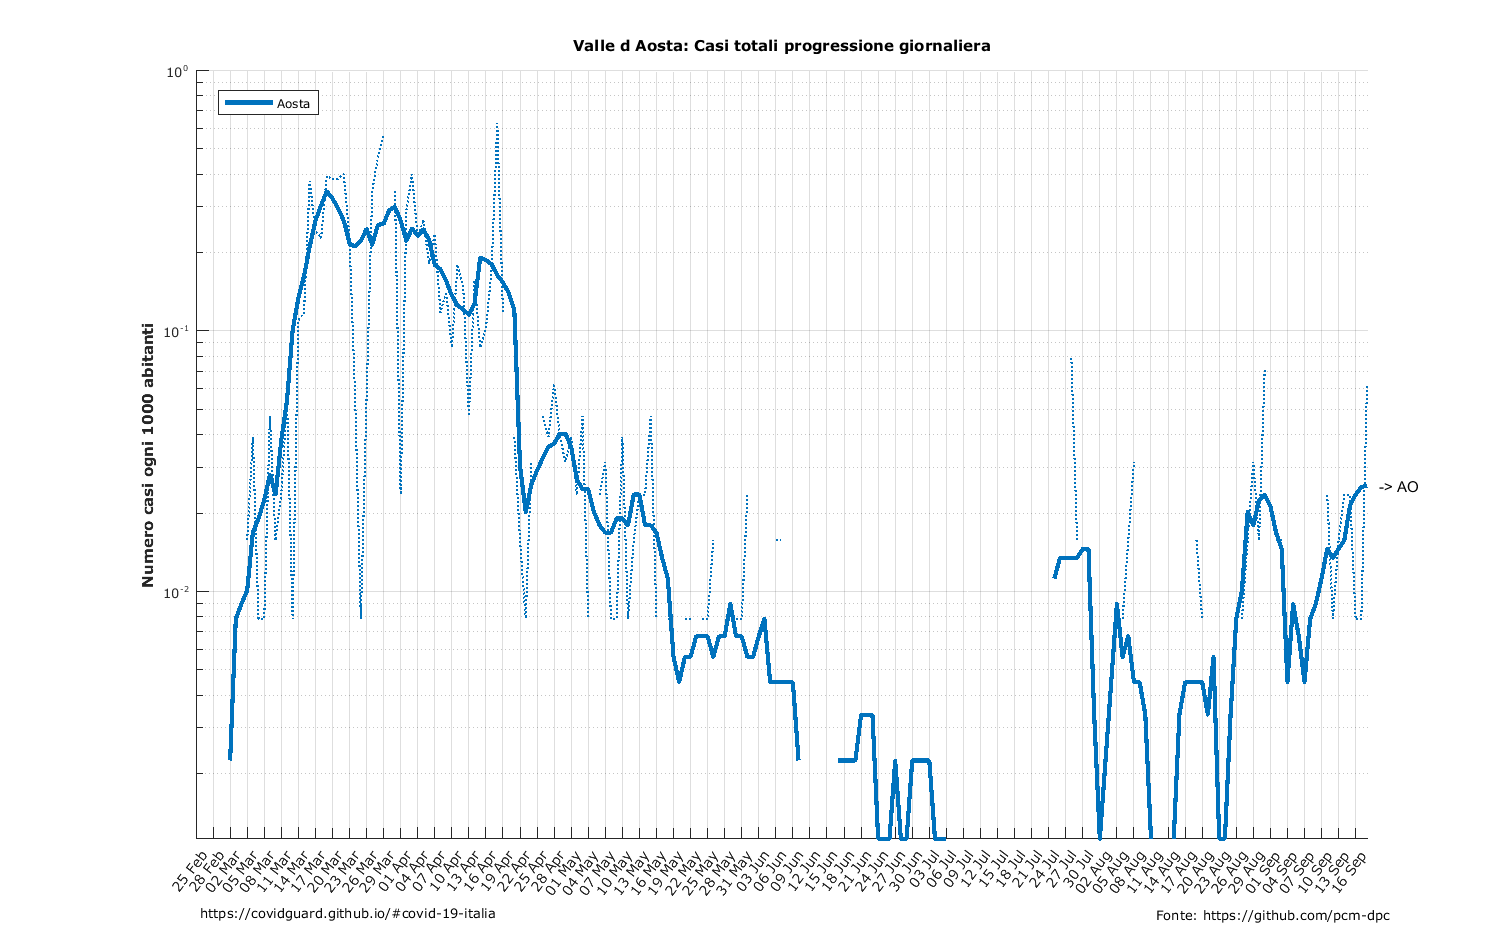 Valle d Aosta: Casi totali progressione giornaliera
Aosta
Numero casi ogni 1000 abitanti
10^0
10^-1
10^-2
-> AO
25 Feb
28 Feb
02 Mar
05 Mar
08 Mar
11 Mar
14 Mar
17 Mar
20 Mar
23 Mar
26 Mar
29 Mar
01 Apr
04 Apr
07 Apr
10 Apr
13 Apr
16 Apr
19 Apr
22 Apr
25 Apr
28 Apr
01 May
04 May
07 May
10 May
13 May
16 May
19 May
22 May
25 May
28 May
31 May
03 Jun
06 Jun
09 Jun
12 Jun
15 Jun
18 Jun
21 Jun
24 Jun
27 Jun
30 Jun
03 Jul
06 Jul
09 Jul
12 Jul
15 Jul
18 Jul
21 Jul
24 Jul
27 Jul
30 Jul
02 Aug
05 Aug
08 Aug
11 Aug
14 Aug
17 Aug
20 Aug
23 Aug
26 Aug
29 Aug
01 Sep
04 Sep
07 Sep
10 Sep
13 Sep
16 Sep
https://covidguard.github.io/#covid-19-italia
Fonte: https://github.com/pcm-dpc